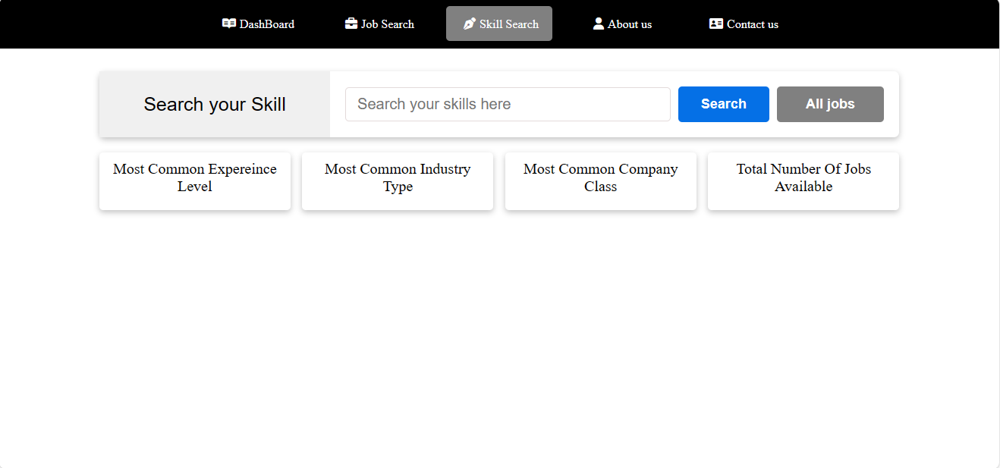 DashBoard Job Search Skill Search About us Contact us
Search your Skill Search your skills here Search All jobs
Most Common Expereince
Level
Most Common Industry
Type
Most Common Company
Class
Total Number Of Jobs
Available